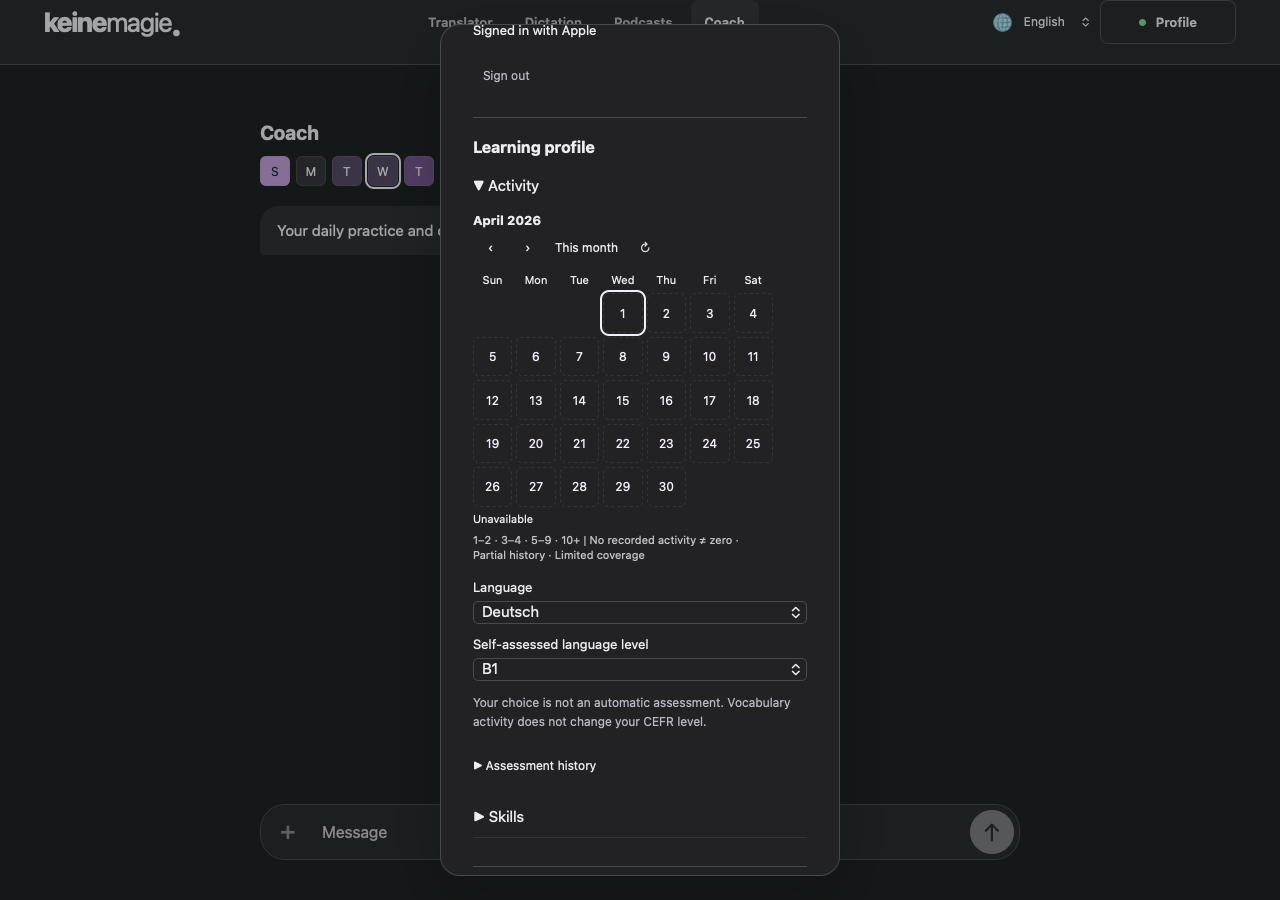 keinemagie.
Translator Dictation Podcasts Coach
English
Profile
Signed in with Apple
Sign out
Coach
S M T W T
Your daily practice and
Learning profile
▼ Activity
April 2026
‹ › This month ↻
Sun Mon Tue Wed Thu Fri Sat
1 2 3 4
5 6 7 8 9 10 11
12 13 14 15 16 17 18
19 20 21 22 23 24 25
26 27 28 29 30
Unavailable
1–2 · 3–4 · 5–9 · 10+ | No recorded activity ≠ zero ·
Partial history · Limited coverage
Language
Deutsch
Self-assessed language level
B1
Your choice is not an automatic assessment. Vocabulary
activity does not change your CEFR level.
▶ Assessment history
▶ Skills
+ Message